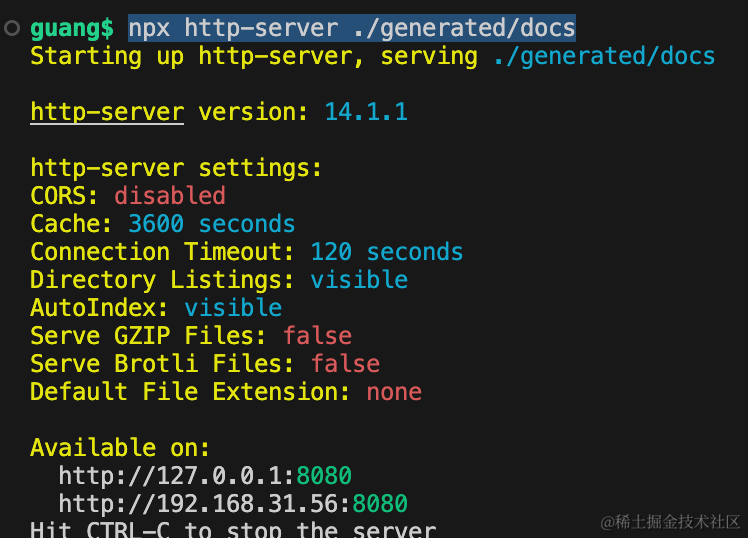 guang$ npx http-server ./generated/docs
Starting up http-server, serving ./generated/docs
http-server version: 14.1.1
http-server settings:
CORS: disabled
Cache: 3600 seconds
Connection Timeout: 120 seconds
Directory Listings: visible
AutoIndex: visible
Serve GZIP Files: false
Serve Brotli Files: false
Default File Extension: none
Available on:
http://127.0.0.1:8080
http://192.168.31.56:8080
Hit CTRL-C to stop the server
@稀土掘金技术社区